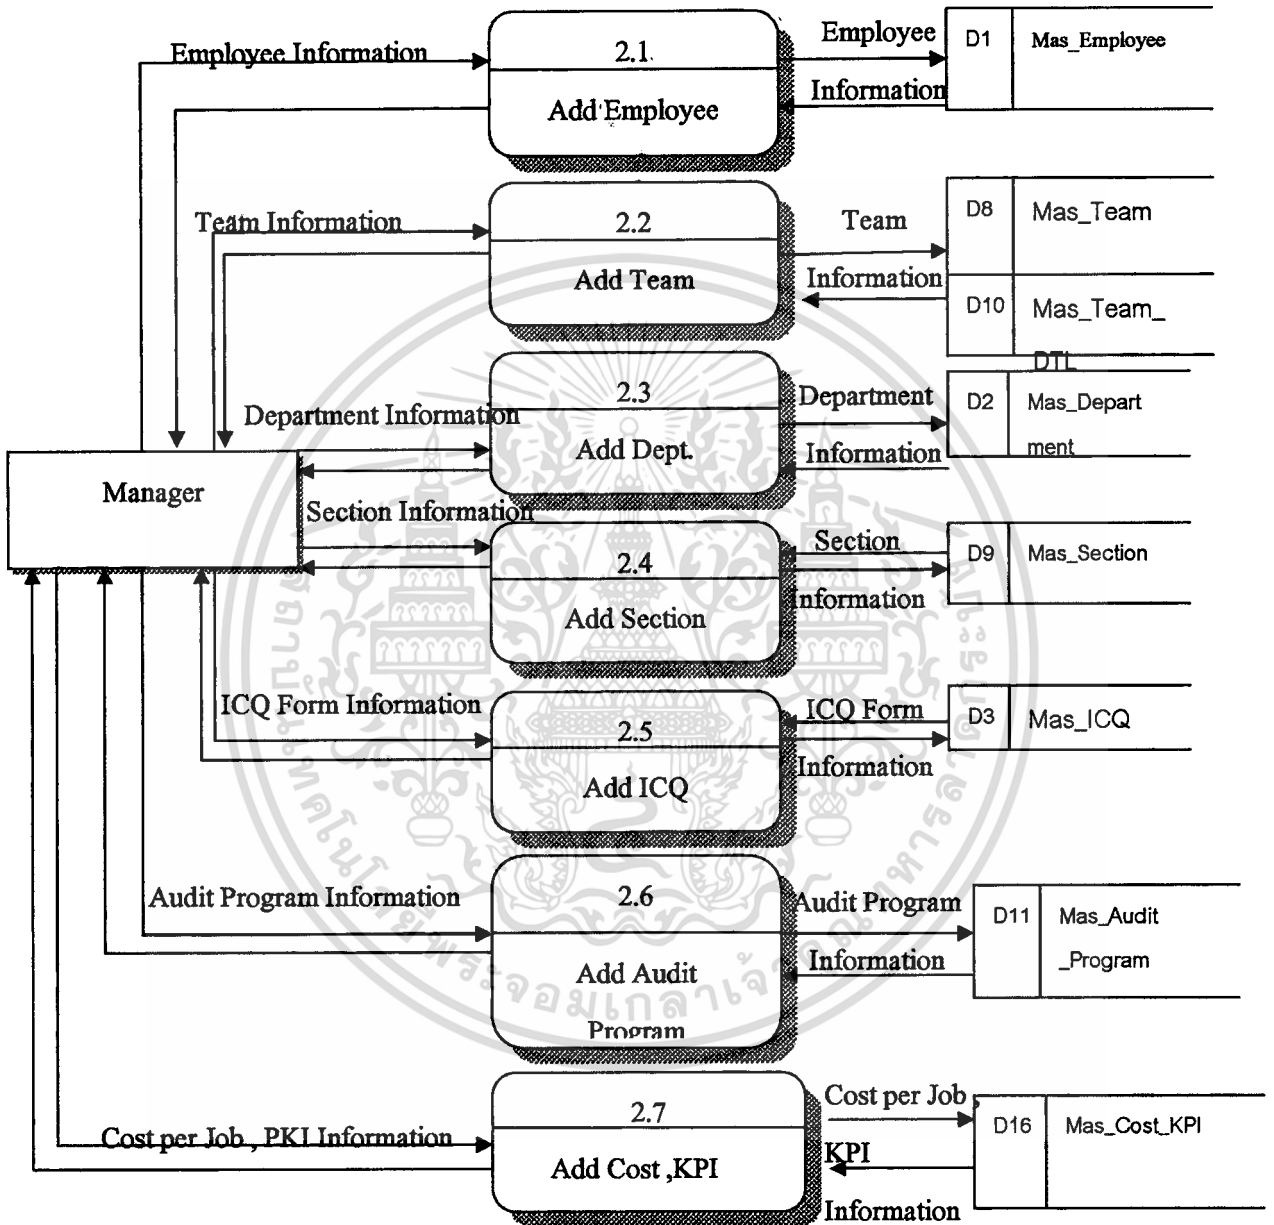 Employee Information
2.1
Add Employee
Employee
Information
D1
Mas_Employee
Team Information
2.2
Add Team
Team
Information
D8
Mas_Team
D10
Mas_Team_
DTL
Department Information
2.3
Add Dept.
Department
Information
D2
Mas_Depart
ment
Manager
Section Information
2.4
Add Section
Section
Information
D9
Mas_Section
ICQ Form Information
2.5
Add ICQ
ICQ Form
Information
D3
Mas_ICQ
Audit Program Information
2.6
Add Audit
Program
Audit Program
Information
D11
Mas_Audit
_Program
Cost per Job , PKI Information
2.7
Add Cost ,KPI
Cost per Job ,
KPI
Information
D16
Mas_Cost_KPI